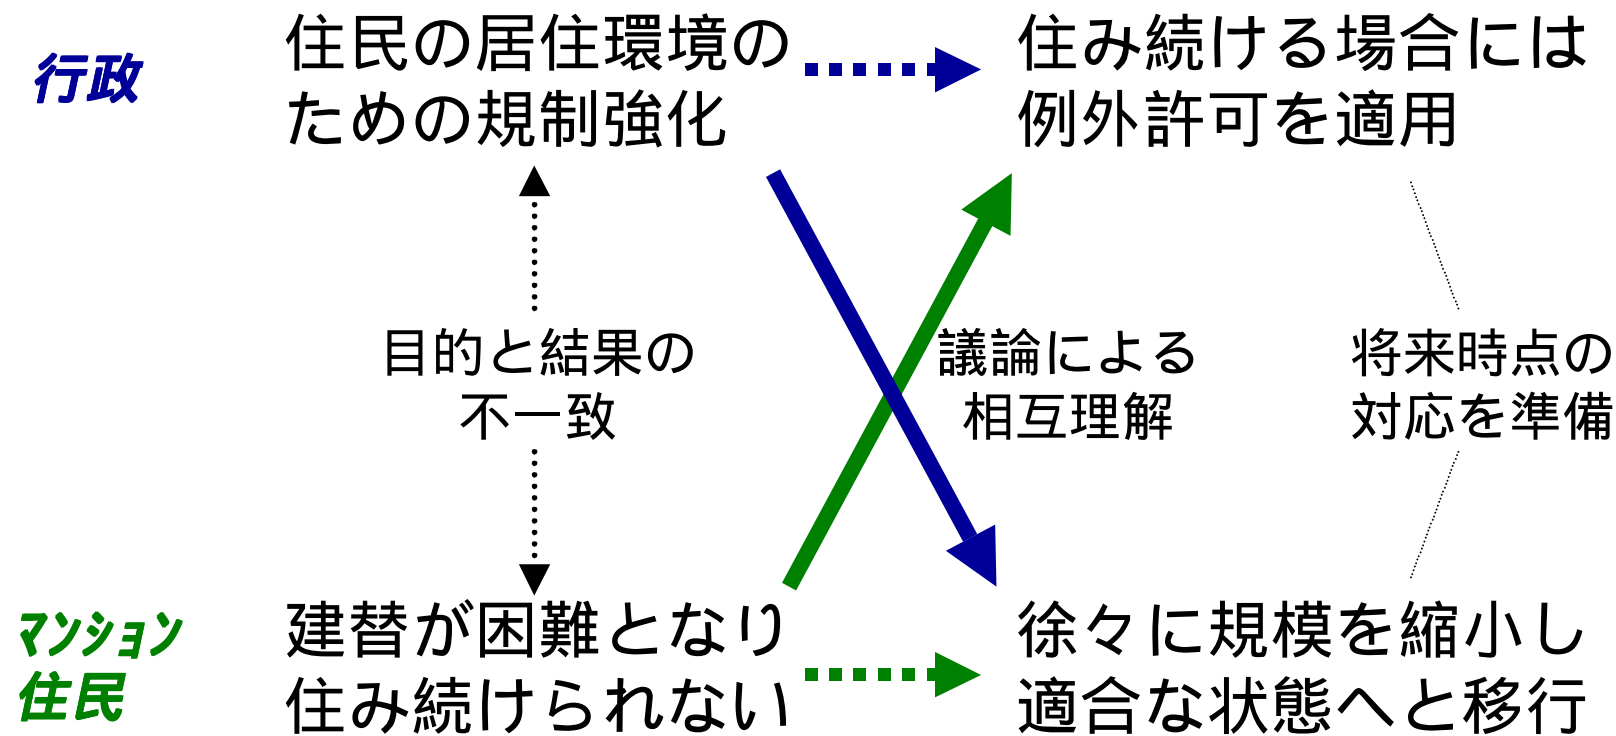 行政
住民の居住環境の
ための規制強化
住み続ける場合には
例外許可を適用
目的と結果の
不一致
議論による
相互理解
将来時点の
対応を準備
マンション
住民
建替が困難となり
住み続けられない
徐々に規模を縮小し
適合な状態へと移行